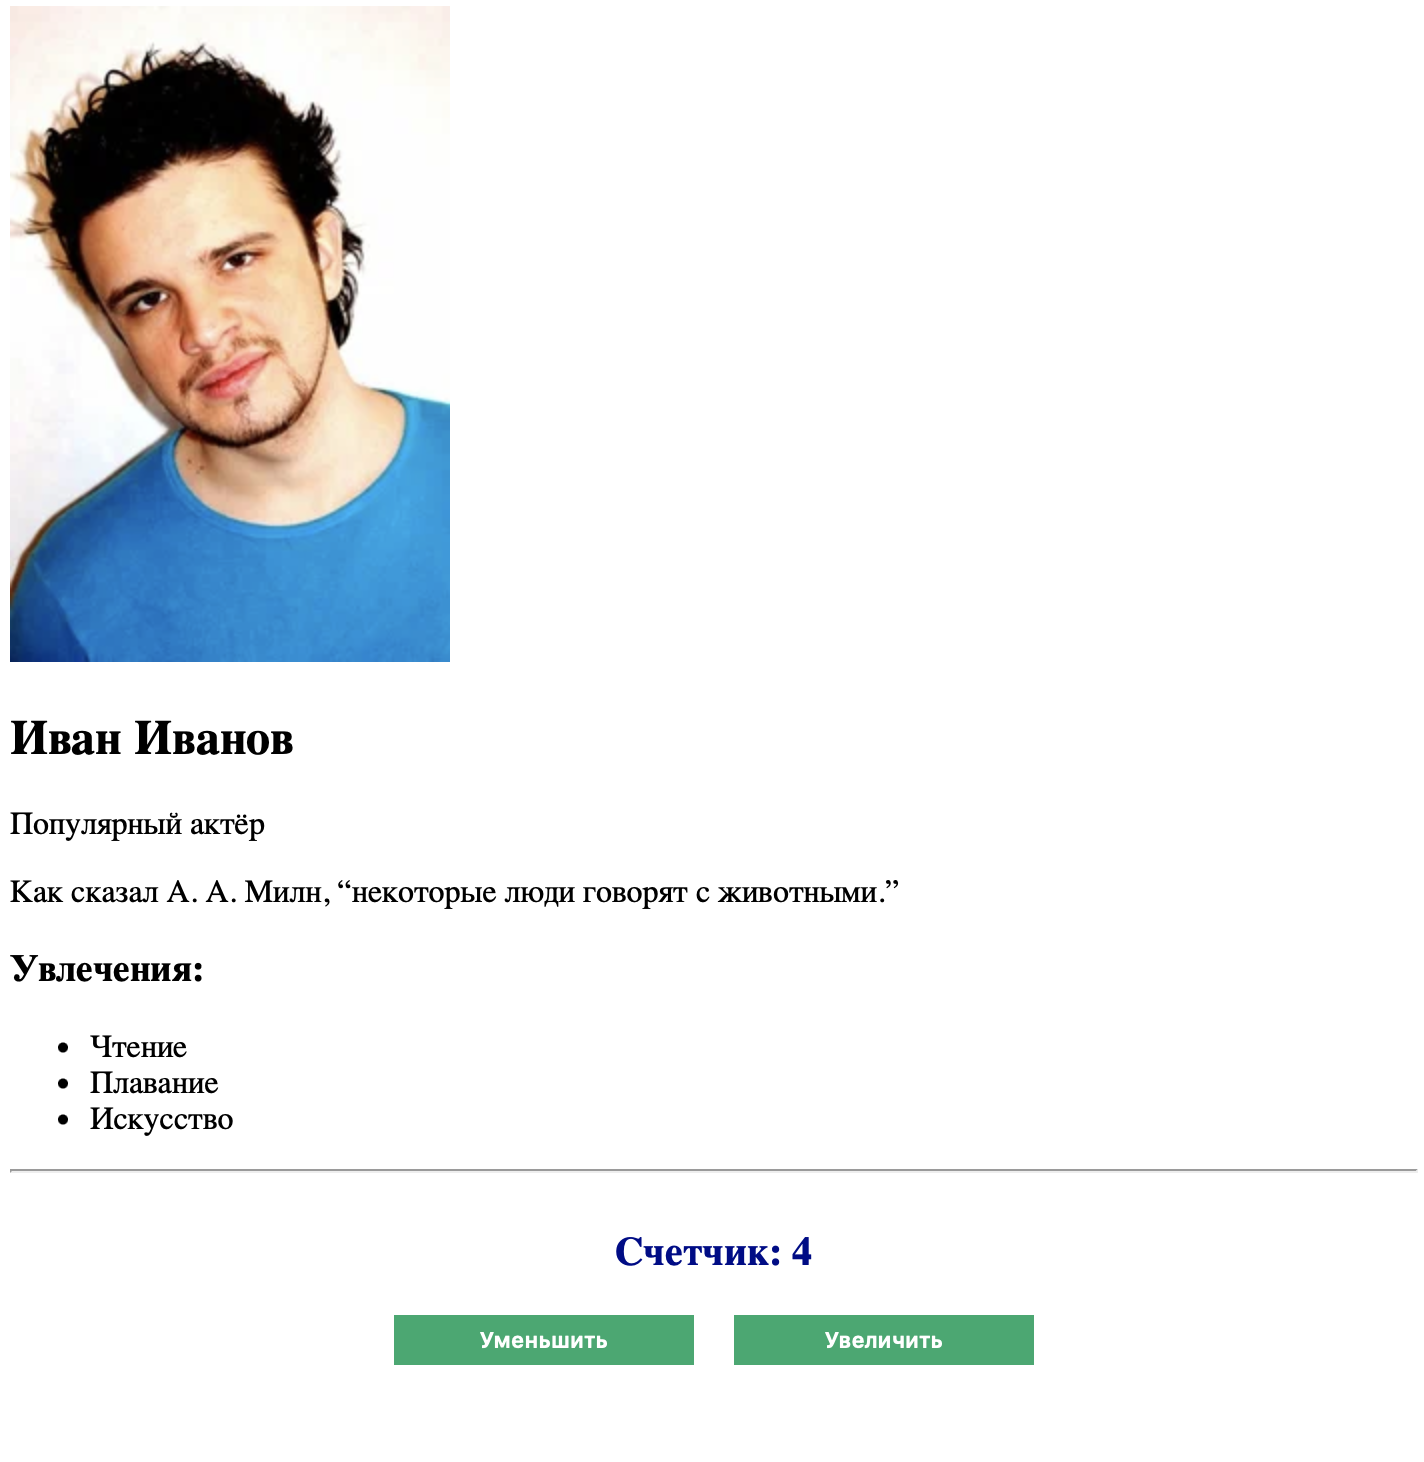 Иван Иванов
Популярный актёр
Как сказал А. А. Милн, “некоторые люди говорят с животными.”
Увлечения:
• Чтение
• Плавание
• Искусство
Счетчик: 4
Уменьшить Увеличить